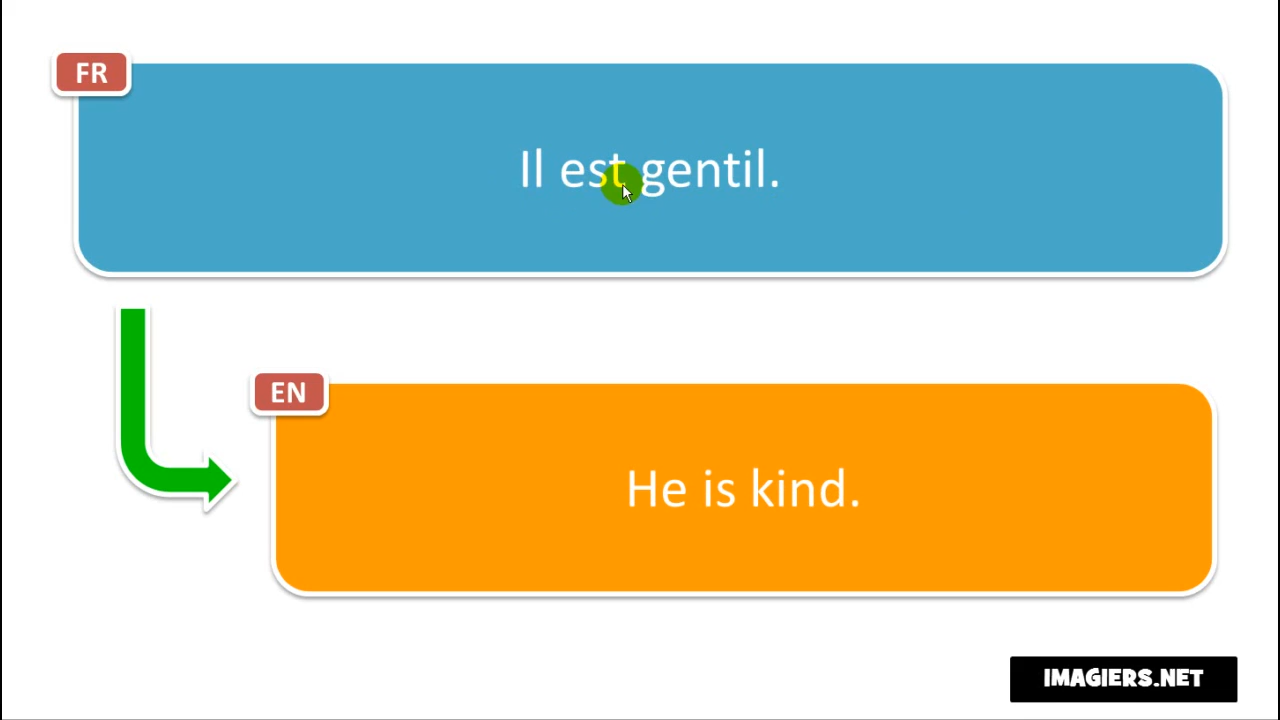 FR
Il est gentil.
EN
He is kind.
IMAGIERS.NET